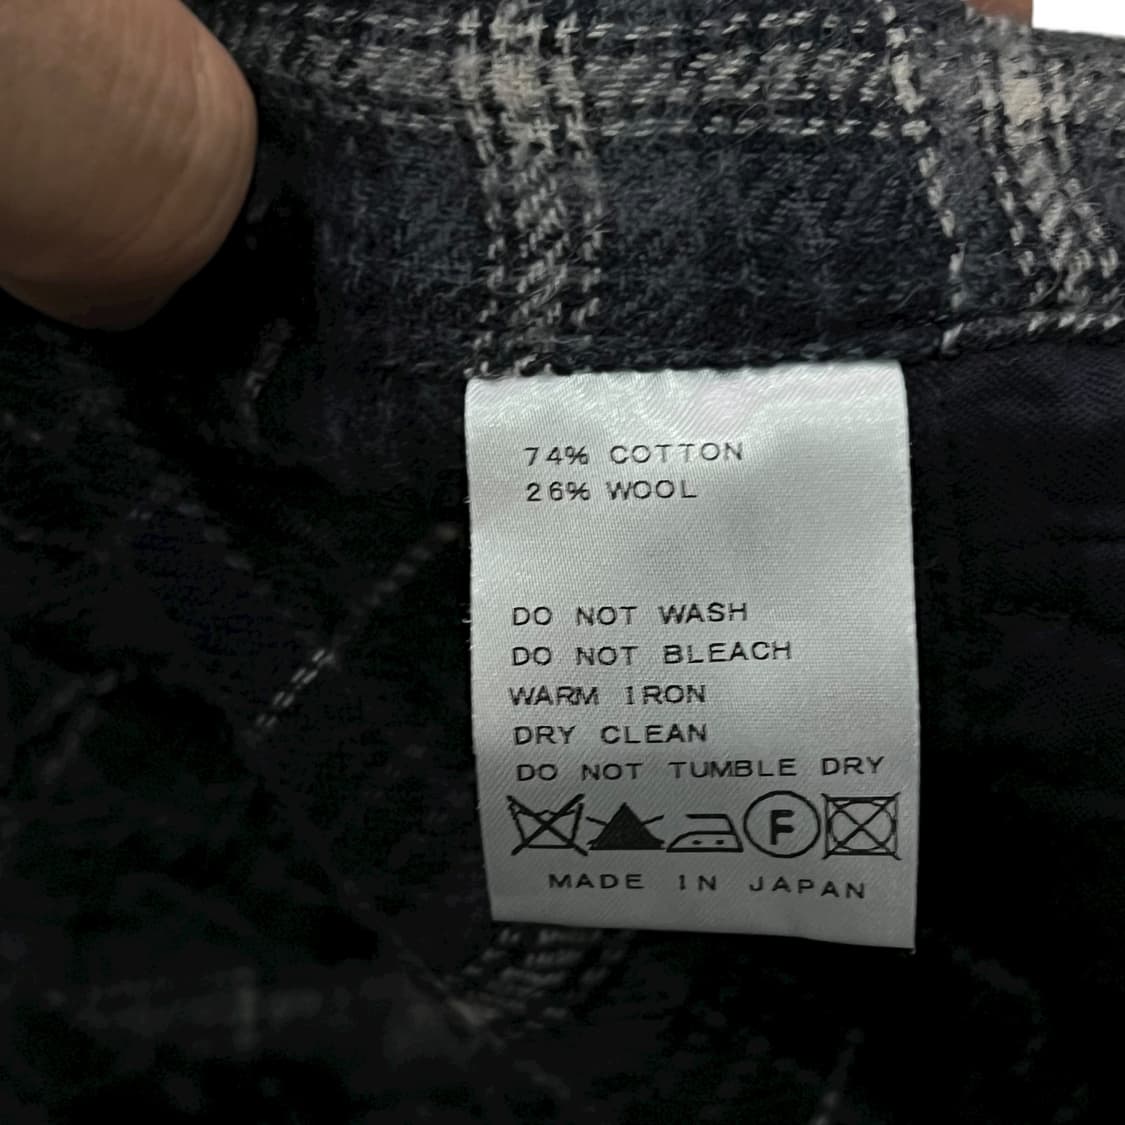 74% COTTON
26% WOOL
DO NOT WASH
DO NOT BLEACH
WARM IRON
DRY CLEAN
DO NOT TUMBLE DRY
F
MADE IN JAPAN